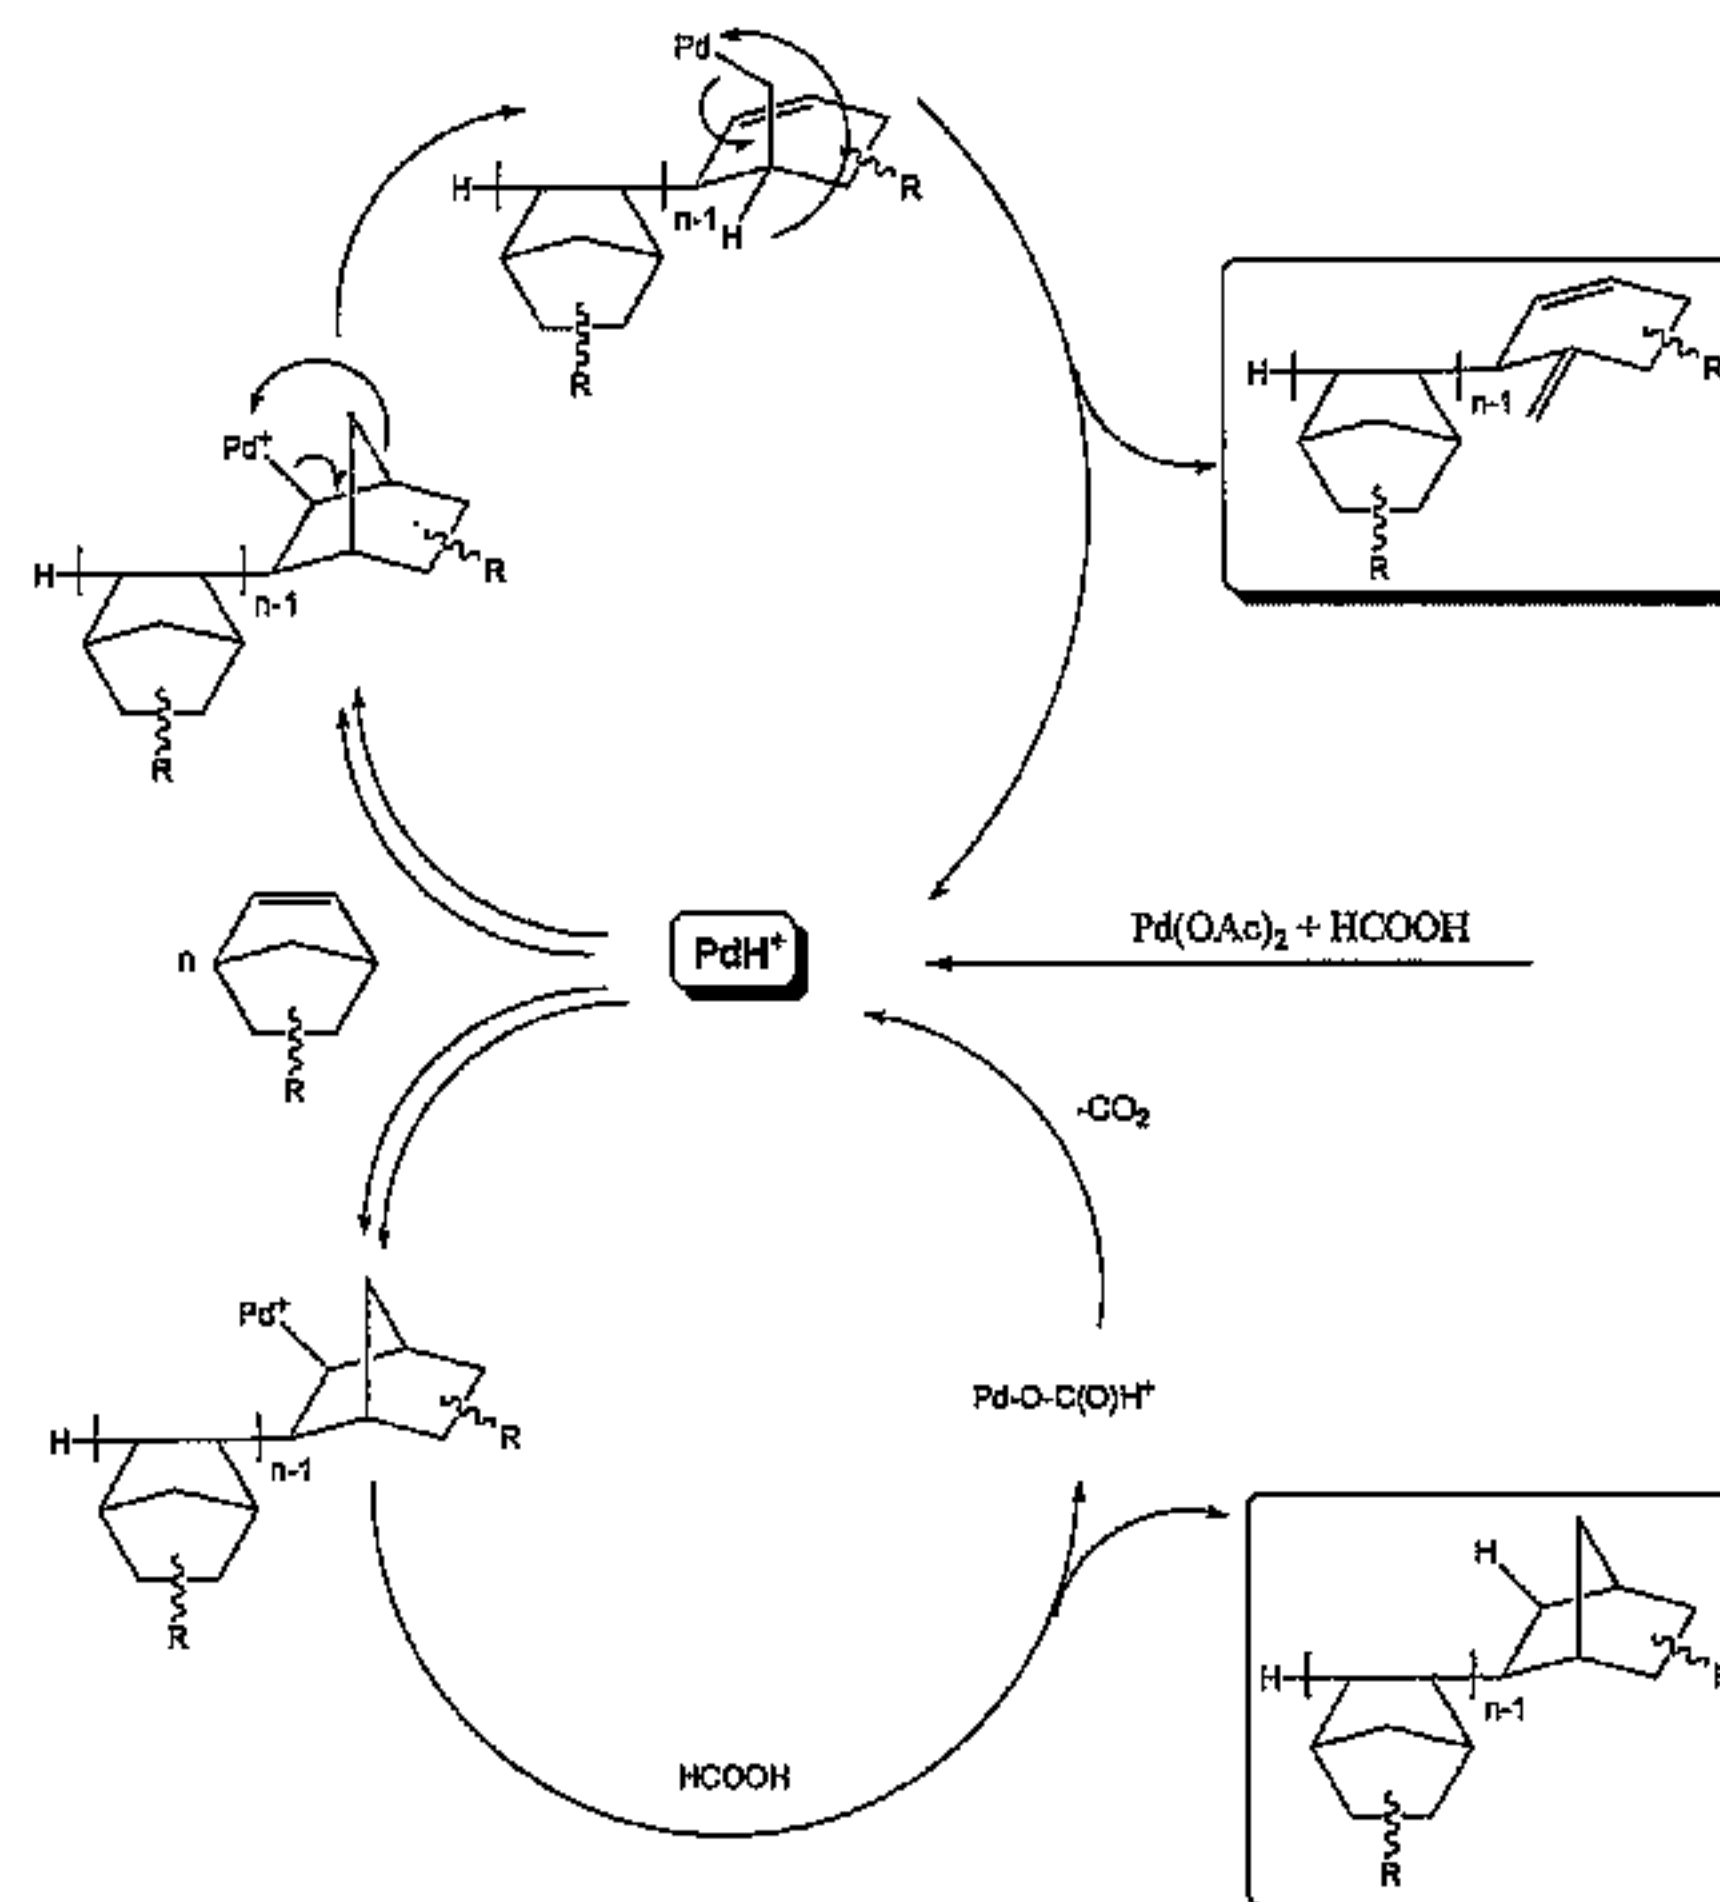 Pd
H
n-1
H
R
R
H
n-1
R
R
Pd+
H
n-1
R
R
n
R
PdH+
Pd(OAc)2 + HCOOH
-CO2
Pd+
H
n-1
R
R
Pd-O-C(O)H+
HCOOH
H
H
n-1
R